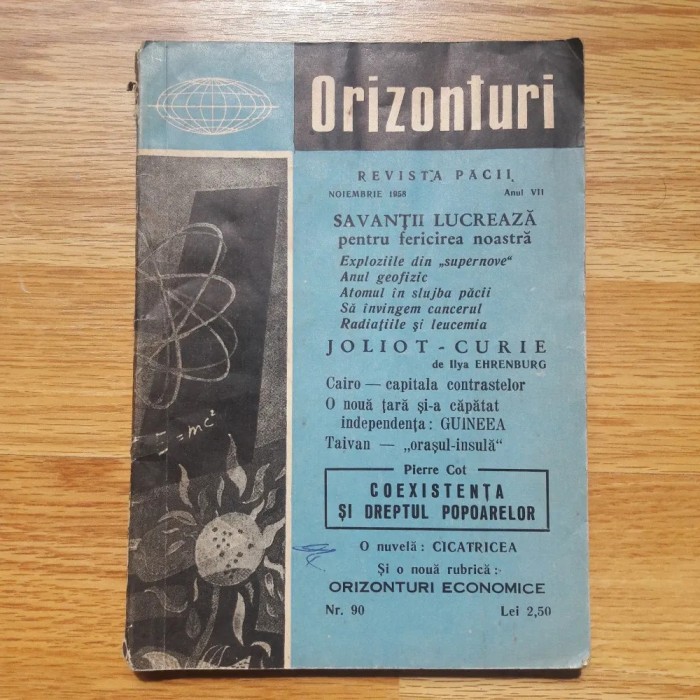 Orizonturi
REVISTA PACII
NOIEMBRIE 1958 Anul VII
SAVANȚII LUCREAZĂ
pentru fericirea noastră
Exploziile din „supernove“
Anul geofizic
Atomul în slujba păcii
Să învingem cancerul
Radiațiile și leucemia
JOLIOT - CURIE
de Ilya EHRENBURG
Cairo — capitala contrastelor
O nouă țară și-a căpătat
independența : GUINEEA
Taivan — „orașul-insulă“
Pierre Cot
COEXISTENȚA
ȘI DREPTUL POPOARELOR
O nuvelă : CICATRICEA
Și o nouă rubrică :
ORIZONTURI ECONOMICE
Nr. 90 Lei 2,50
E=mc²